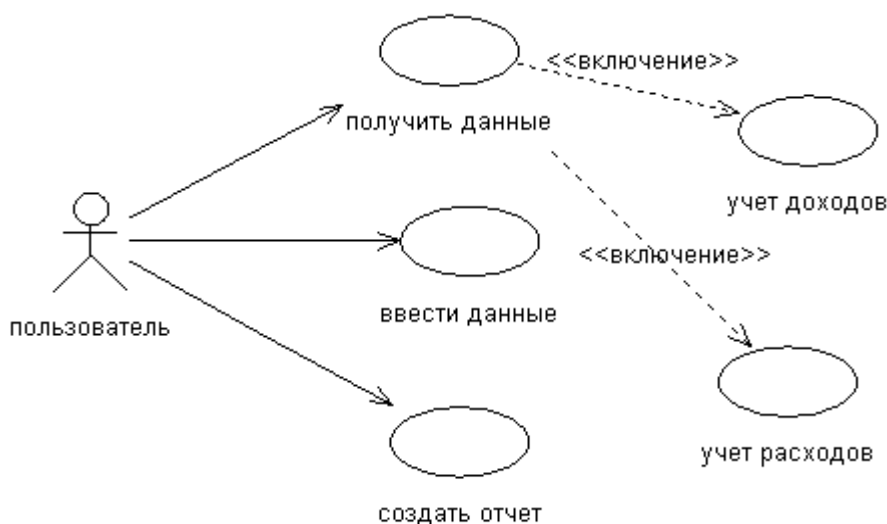 <<включение>>
получить данные
учет доходов
<<включение>>
ввести данные
пользователь
учет расходов
создать отчет